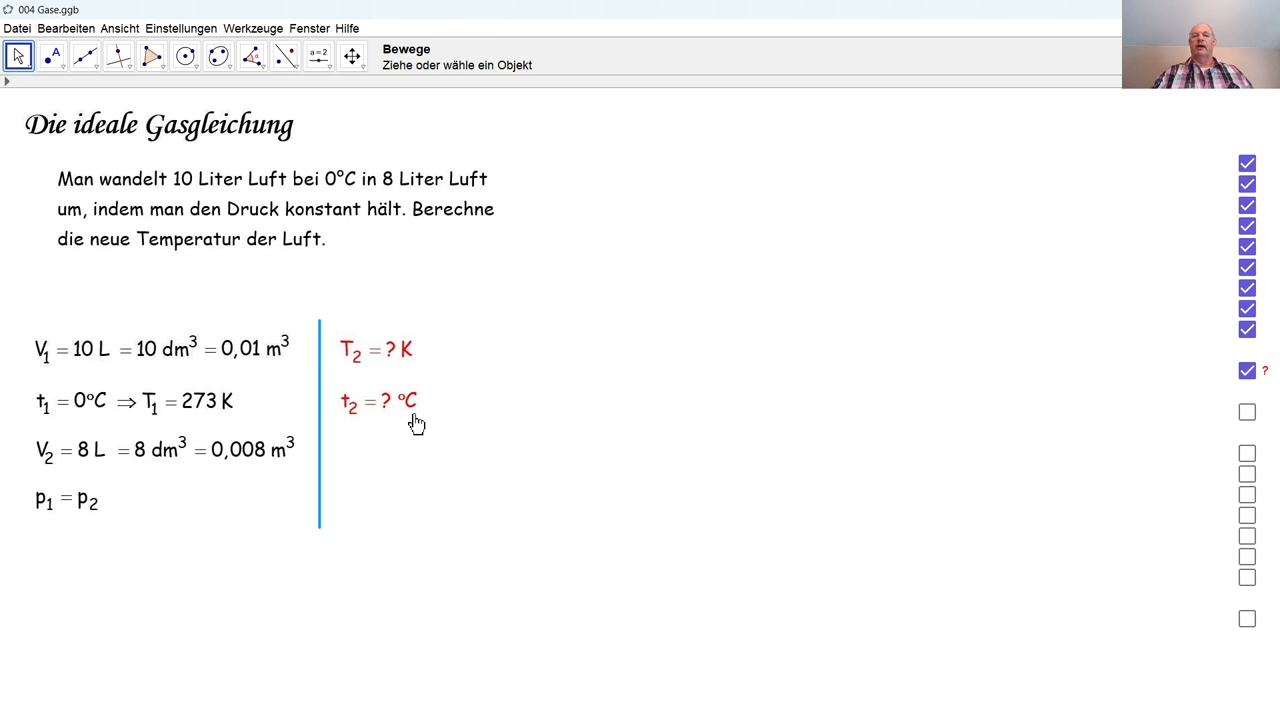 004 Gase.ggb
Datei Bearbeiten Ansicht Einstellungen Werkzeuge Fenster Hilfe
A
a=2
Bewege
Ziehe oder wähle ein Objekt
Die ideale Gasgleichung
Man wandelt 10 Liter Luft bei 0°C in 8 Liter Luft
um, indem man den Druck konstant hält. Berechne
die neue Temperatur der Luft.
V₁ = 10 L = 10 dm³ = 0,01 m³
T₂ = ? K
t₁ = 0°C ⇒ T₁ = 273 K
t₂ = ? °C
V₂ = 8 L = 8 dm³ = 0,008 m³
p₁ = p₂
?